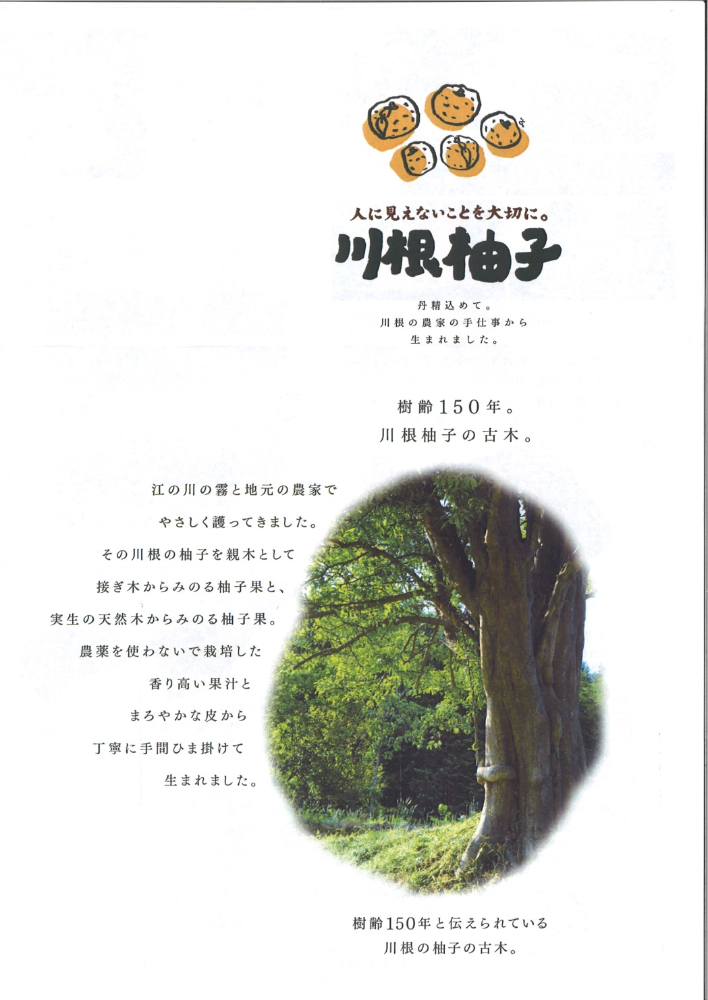 人に見えないことを大切に。
川根柚子
丹精込めて。
川根の農家の手仕事から
生まれました。
樹齢150年。
川根柚子の古木。
江の川の霧と地元の農家で
やさしく護ってきました。
その川根の柚子を親木として
接ぎ木からみのる柚子果と、
実生の天然木からみのる柚子果。
農薬を使わないで栽培した
香り高い果汁と
まろやかな皮から
丁寧に手間ひま掛けて
生まれました。
樹齢150年と伝えられている
川根の柚子の古木。